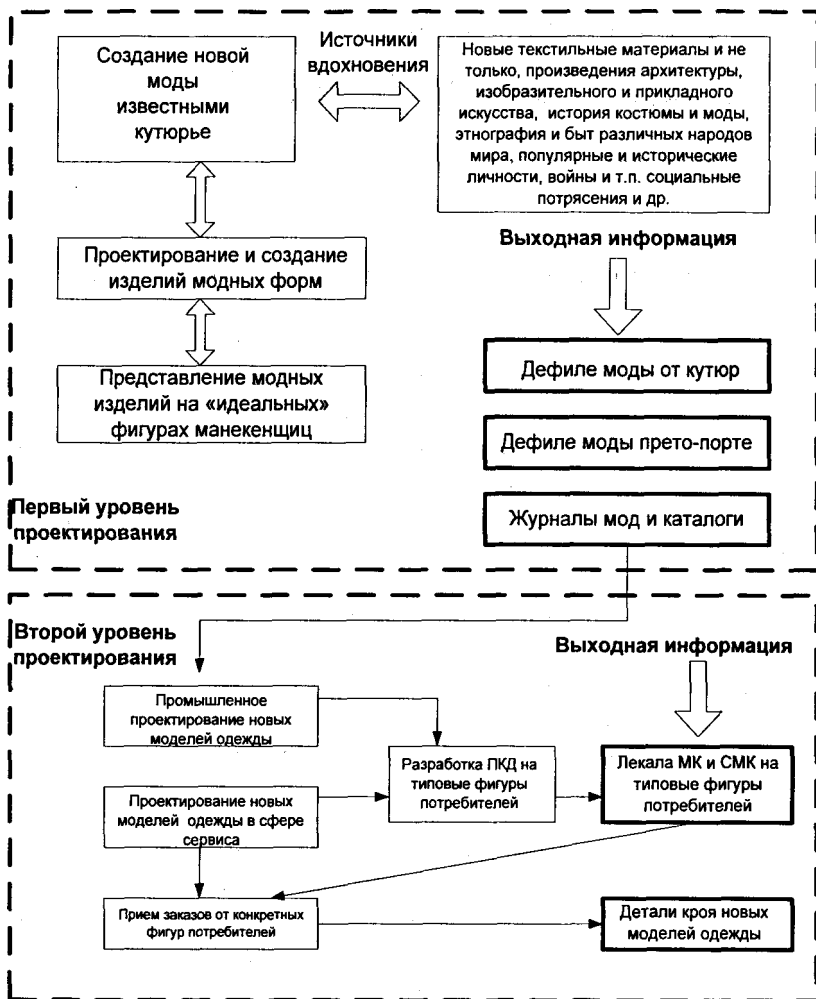 Создание новой
моды
известными
кутюрье
Источники
вдохновения
Новые текстильные материалы и не
только, произведения архитектуры,
изобразительного и прикладного
искусства, история костюмы и моды,
этнография и быт различных народов
мира, популярные и исторические
личности, войны и т.п. социальные
потрясения и др.
Проектирование и создание
изделий модных форм
Представление модных
изделий на «идеальных»
фигурах манекенщиц
Выходная информация
Дефиле моды от кутюр
Дефиле моды прето-порте
Журналы мод и каталоги
Первый уровень
проектирования
Второй уровень
проектирования
Выходная информация
Промышленное
проектирование новых
моделей одежды
Разработка ПКД на
типовые фигуры
потребителей
Лекала МК и СМК на
типовые фигуры
потребителей
Проектирование новых
моделей одежды в сфере
сервиса
Прием заказов от конкретных
фигур потребителей
Детали кроя новых
моделей одежды